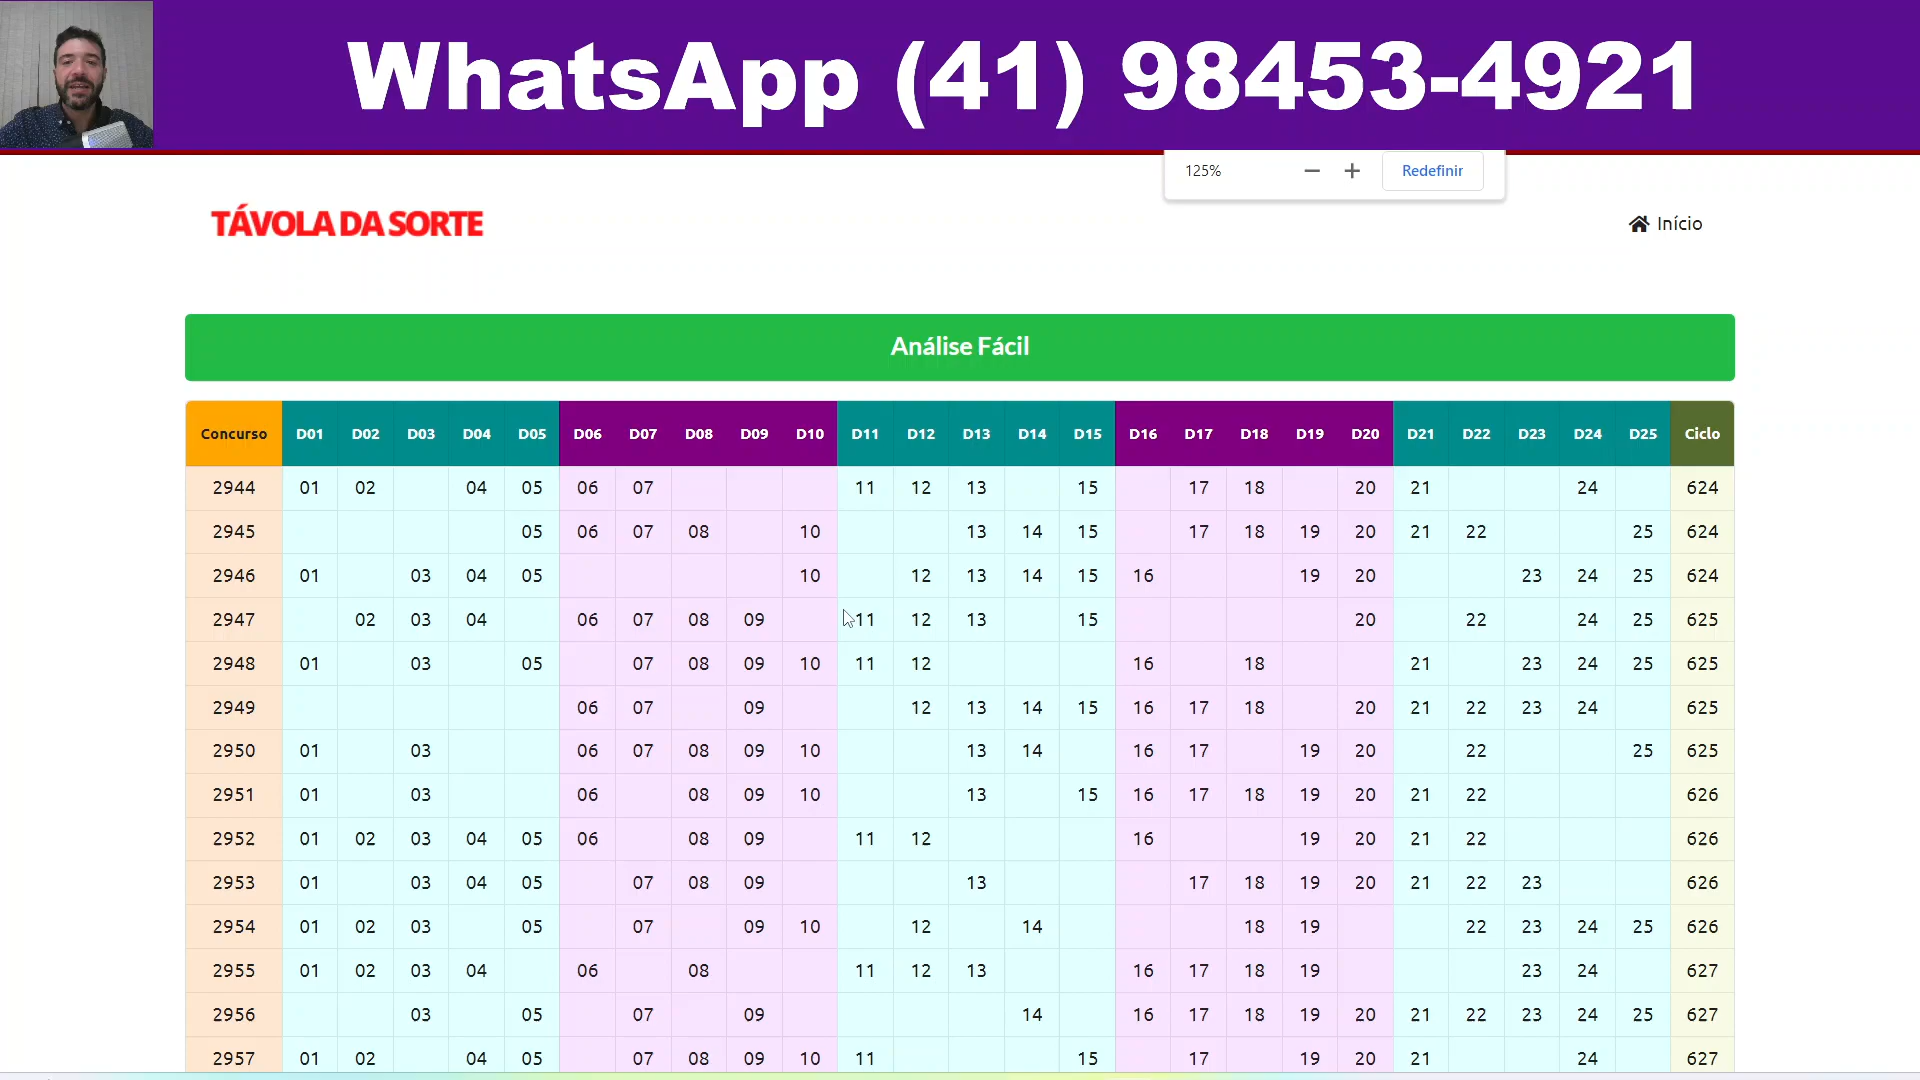 WhatsApp (41) 98453-4921
125% Redefinir
TÁVOLA DA SORTE
Início
Análise Fácil
Concurso D01 D02 D03 D04 D05 D06 D07 D08 D09 D10 D11 D12 D13 D14 D15 D16 D17 D18 D19 D20 D21 D22 D23 D24 D25 Ciclo
2944 01 02 04 05 06 07 11 12 13 15 17 18 20 21 24 624
2945 05 06 07 08 10 13 14 15 17 18 19 20 21 22 25 624
2946 01 03 04 05 10 12 13 14 15 16 19 20 23 24 25 624
2947 02 03 04 06 07 08 09 11 12 13 15 20 22 24 25 625
2948 01 03 05 07 08 09 10 11 12 16 18 21 23 24 25 625
2949 06 07 09 12 13 14 15 16 17 18 20 21 22 23 24 625
2950 01 03 06 07 08 09 10 13 14 16 17 19 20 22 25 625
2951 01 03 06 08 09 10 13 15 16 17 18 19 20 21 22 626
2952 01 02 03 04 05 06 08 09 11 12 16 19 20 21 22 626
2953 01 03 04 05 07 08 09 13 17 18 19 20 21 22 23 626
2954 01 02 03 05 07 09 10 12 14 18 19 22 23 24 25 626
2955 01 02 03 04 06 08 11 12 13 16 17 18 19 23 24 627
2956 03 05 07 09 14 16 17 18 19 20 21 22 23 24 25 627
2957 01 02 04 05 07 08 09 10 11 15 17 19 20 21 24 627